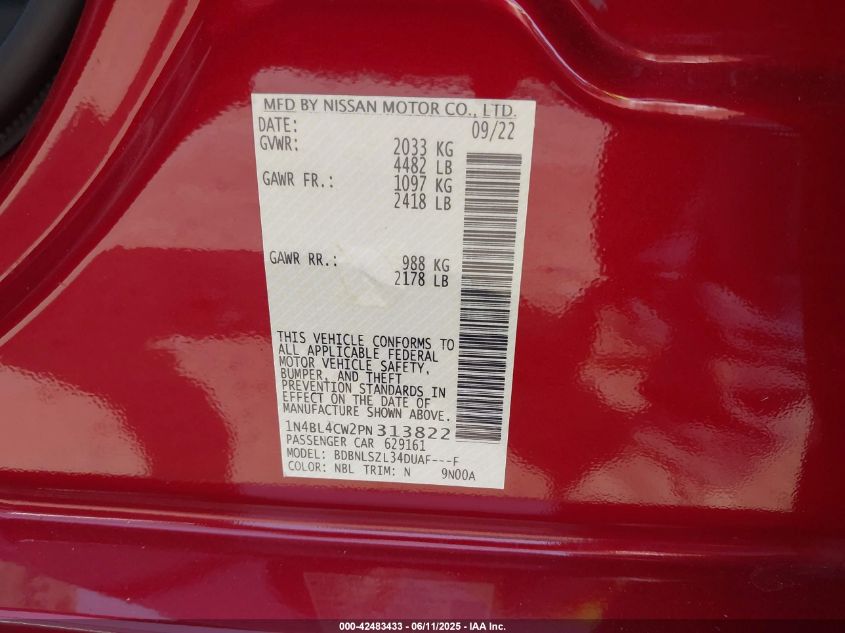 MFD BY NISSAN MOTOR CO., LTD.
DATE: 09/22
GVWR: 2033 KG
4482 LB
GAWR FR.: 1097 KG
2418 LB
GAWR RR.: 988 KG
2178 LB
THIS VEHICLE CONFORMS TO
ALL APPLICABLE FEDERAL
MOTOR VEHICLE SAFETY,
BUMPER, AND THEFT
PREVENTION STANDARDS IN
EFFECT ON THE DATE OF
MANUFACTURE SHOWN ABOVE.
1N4BL4CW2PN313822
PASSENGER CAR 629161
MODEL: BDBNLSZL34DUAF---F
COLOR: NBL TRIM: N 9N00A
000-42483433 - 06/11/2025 - IAA Inc.